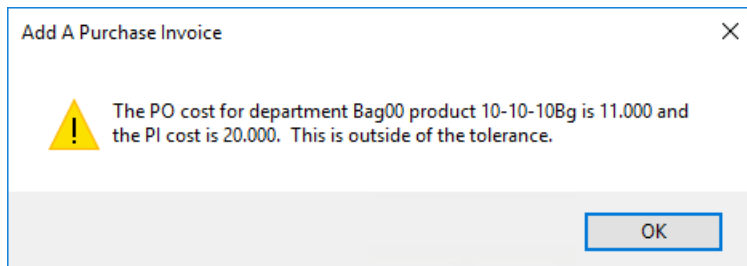 Add A Purchase Invoice
The PO cost for department Bag00 product 10-10-10Bg is 11.000 and
the PI cost is 20.000.  This is outside of the tolerance.
OK